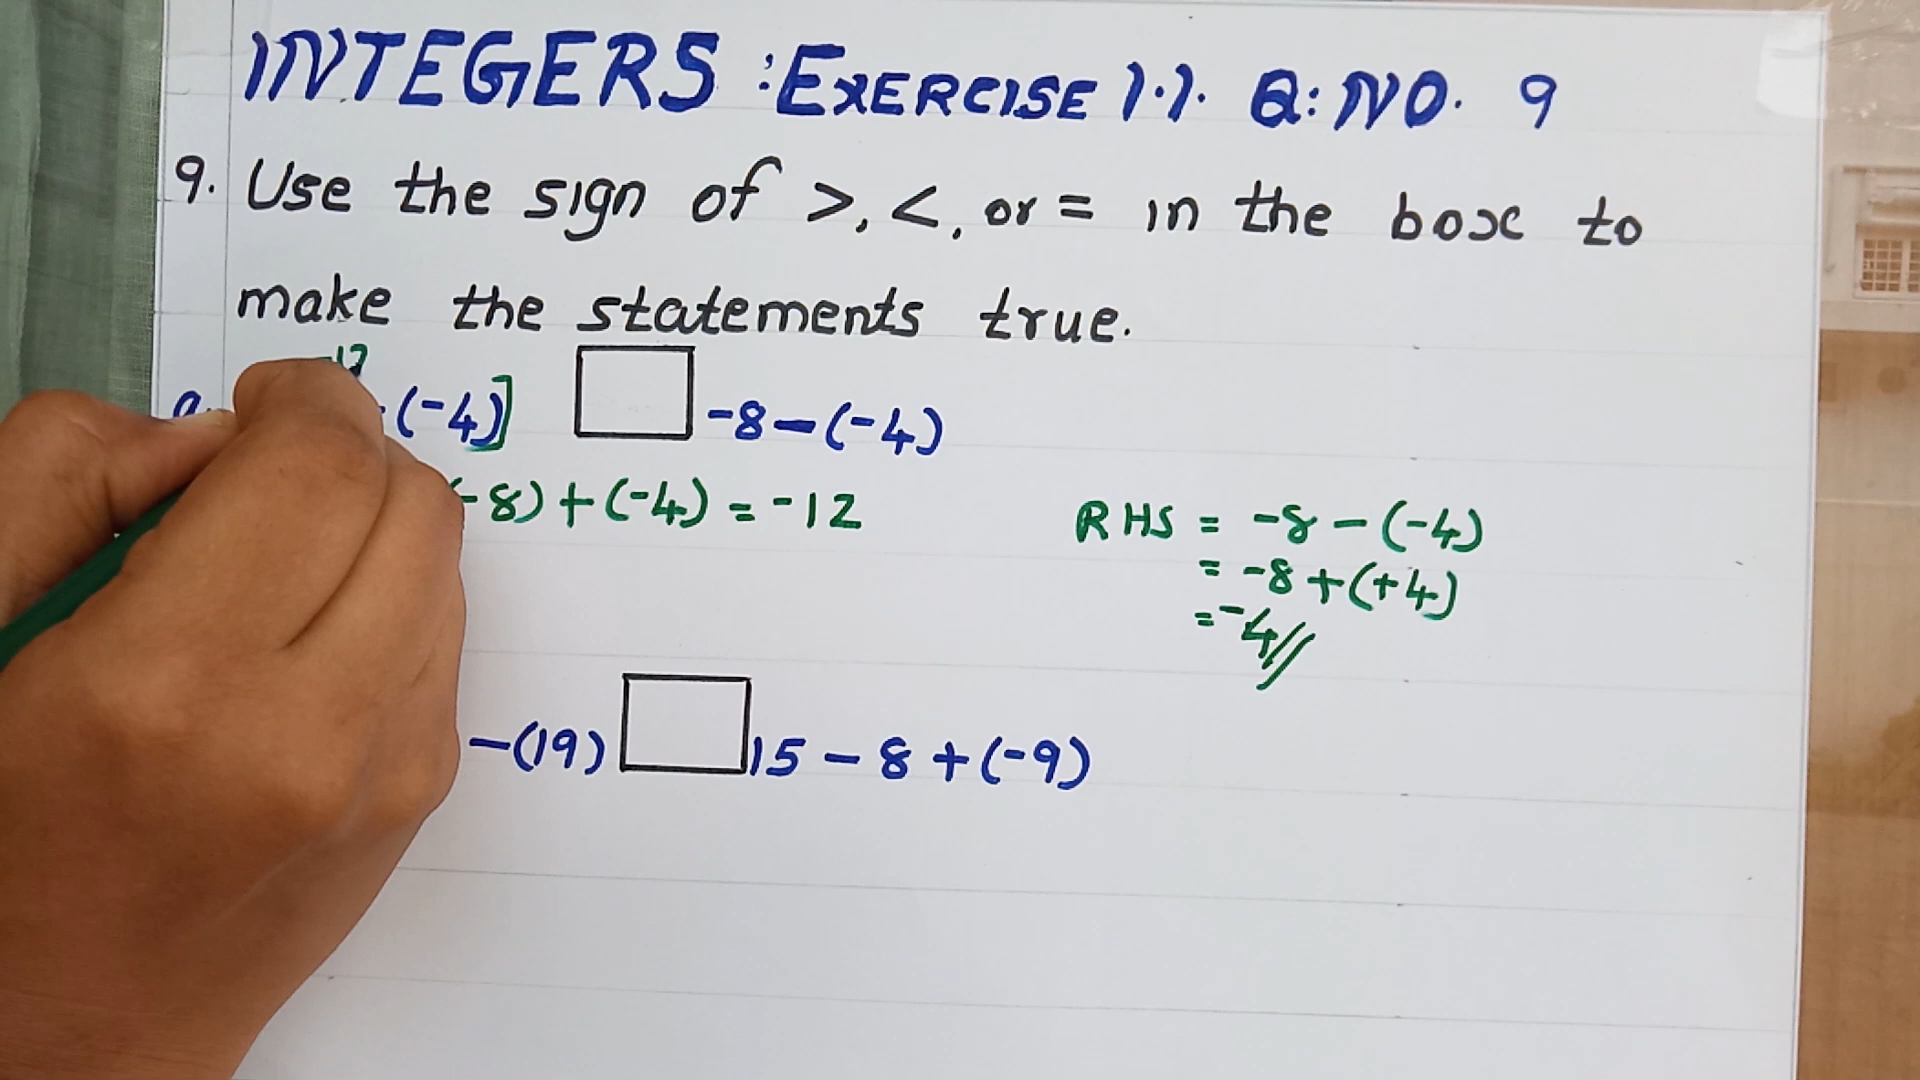 INTEGERS : EXERCISE 1.1. Q: NO. 9
9. Use the sign of >, <, or = in the box to
make the statements true.
-12
a. (-4)] -8-(-4)
-8)+(-4) = -12
RHS = -8-(-4)
= -8+(+4)
= -4//
-(19) 15-8+(-9)